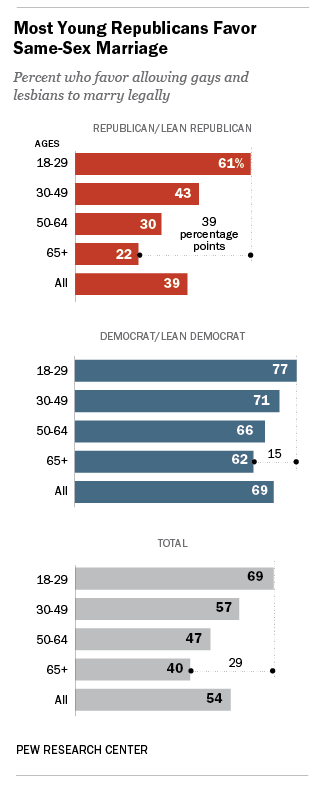 Most Young Republicans Favor
Same-Sex Marriage
Percent who favor allowing gays and
lesbians to marry legally
REPUBLICAN/LEAN REPUBLICAN
AGES
18-29 61%
30-49 43
50-64 30
39
percentage
points
65+ 22
All 39
DEMOCRAT/LEAN DEMOCRAT
18-29 77
30-49 71
50-64 66
65+ 62 15
All 69
TOTAL
18-29 69
30-49 57
50-64 47
65+ 40 29
All 54
PEW RESEARCH CENTER